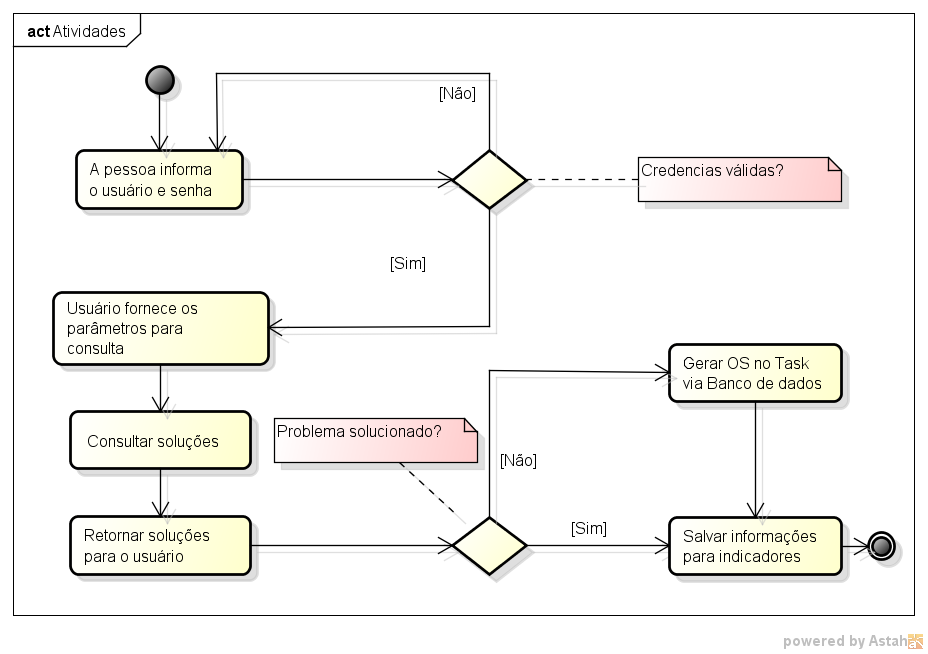 act Atividades
[Não]
A pessoa informa
o usuário e senha
Credencias válidas?
[Sim]
Usuário fornece os
parâmetros para
consulta
Gerar OS no Task
via Banco de dados
Consultar soluções
Problema solucionado?
[Não]
Retornar soluções
para o usuário
[Sim]
Salvar informações
para indicadores
powered by Astah